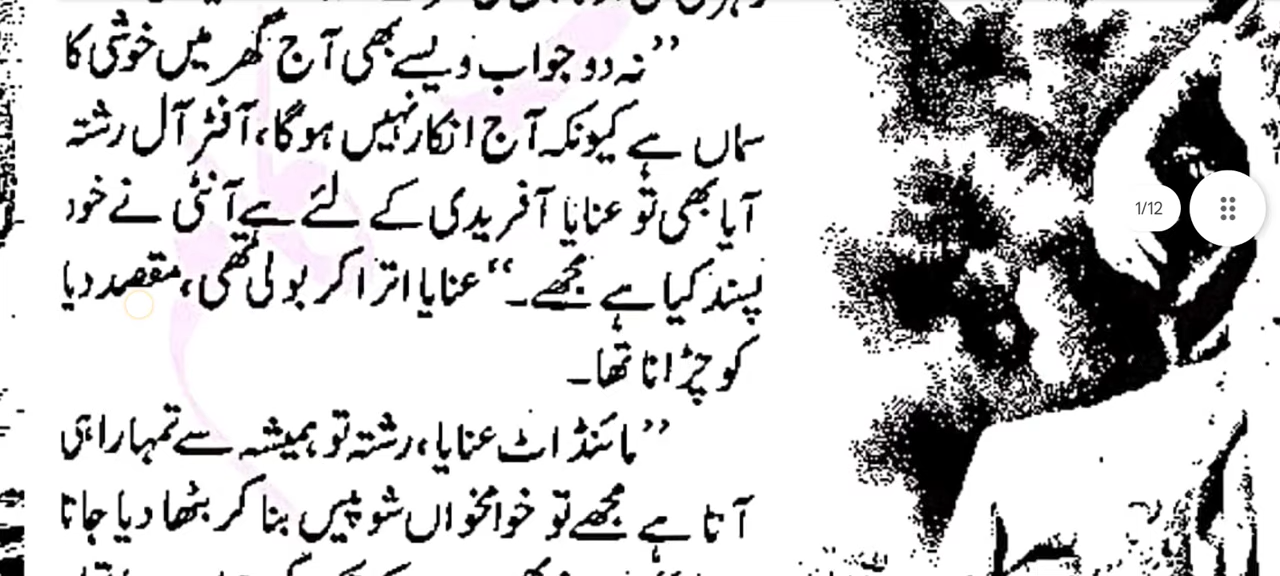 ’’نہ دو جواب ویسے بھی آج گھر میں خوشی کا
سماں ہے کیونکہ آج انکار نہیں ہوگا، آفٹر آل رشتہ
آیا بھی تو عنایا آفریدی کے لئے ہے آنٹی نے خود
پسند کیا ہے مجھے۔‘‘ عنایا اترا کر بولی تھی، مقصد دیا
کو چڑانا تھا۔
’’مائنڈ اٹ عنایا، رشتہ تو ہمیشہ سے تمہارا ہی
آتا ہے مجھے تو خوامخواں شو پیس بنا کر بٹھا دیا جاتا
1/12